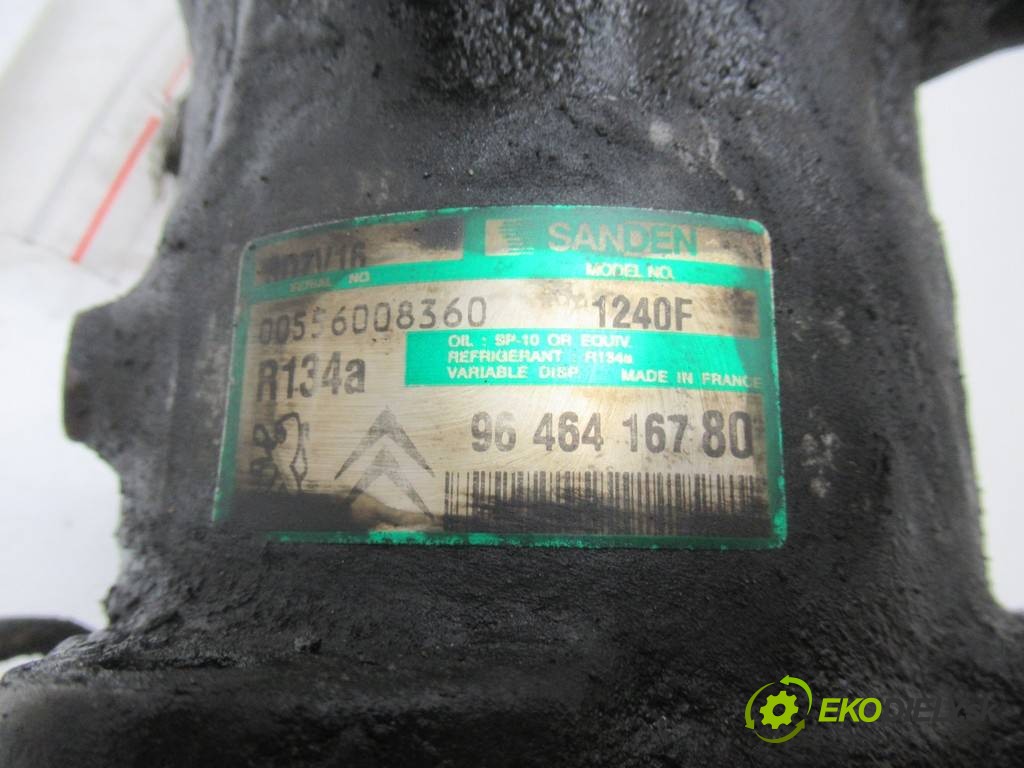 SANDEN
SERIAL NO. MODEL NO.
00556008360 1240F
OIL : SP-10 OR EQUIV.
REFRIGERANT : R134a
VARIABLE DISP. MADE IN FRANCE
R134a
96 464 167 80
EKO